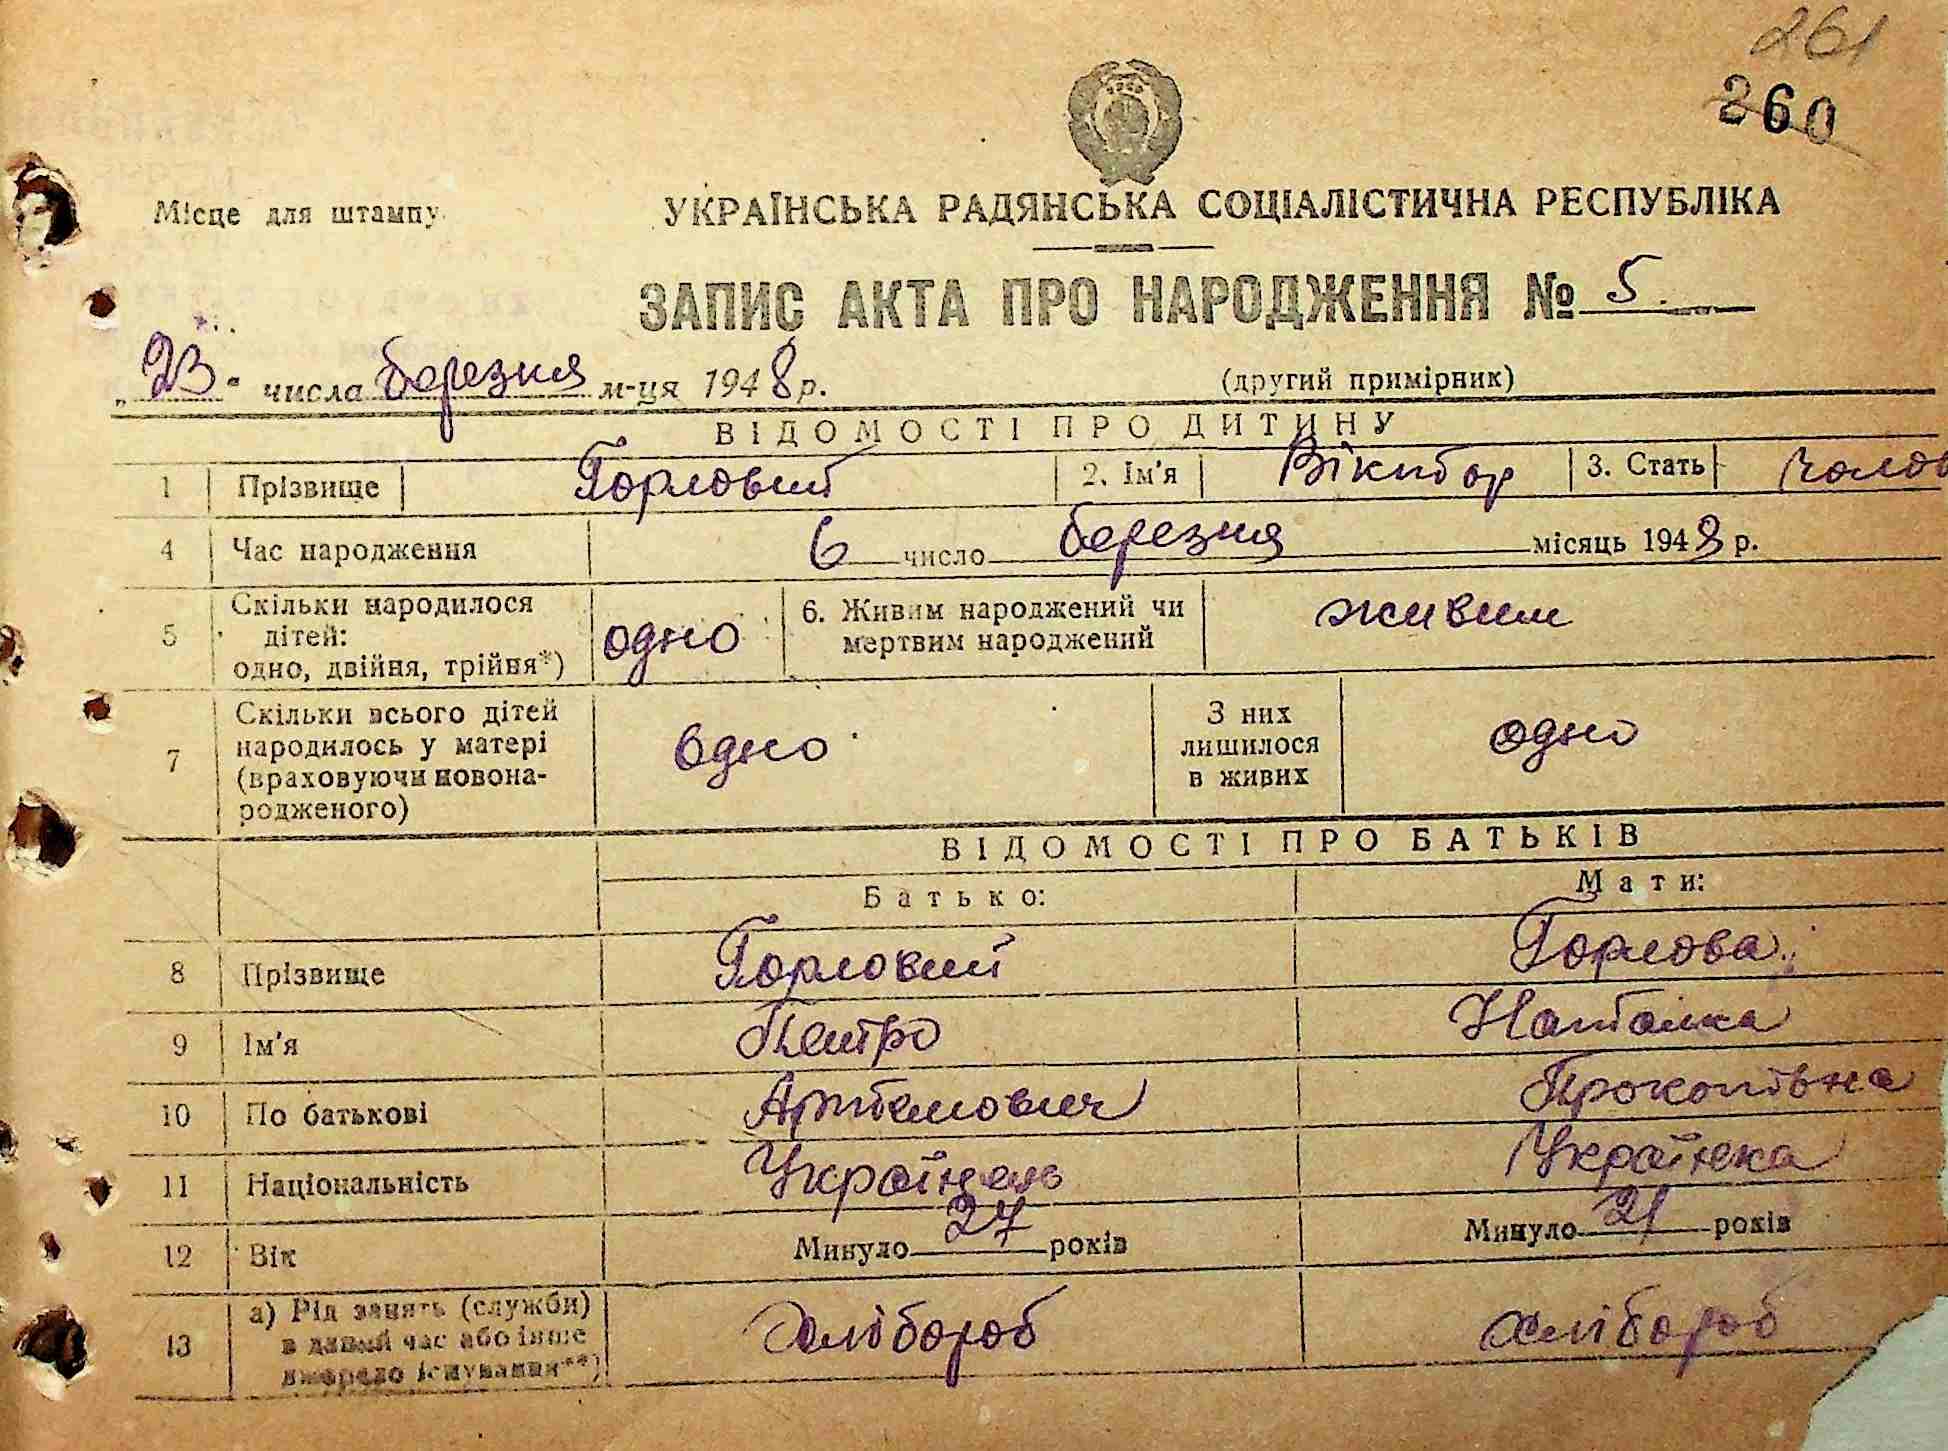 261
260
Місце для штампу
УКРАЇНСЬКА РАДЯНСЬКА СОЦІАЛІСТИЧНА РЕСПУБЛІКА
ЗАПИС АКТА ПРО НАРОДЖЕННЯ № 5
„23" числа березня м-ця 1948 р. (другий примірник)
ВІДОМОСТІ ПРО ДИТИНУ
1 Прізвище Горловий 2. Ім'я Віктор 3. Стать чолов
4 Час народження 6 число березня місяць 1948 р.
5 Скільки народилося дітей: одно, двійня, трійня*) одно 6. Живим народжений чи мертвим народжений живим
7 Скільки всього дітей народилось у матері (враховуючи новонародженого) одно З них лишилося в живих одно
ВІДОМОСТІ ПРО БАТЬКІВ
Батько: Мати:
8 Прізвище Горловий Горлова
9 Ім'я Петро Наталка
10 По батькові Артемович Прокопівна
11 Національність Українець Українка
12 Вік Минуло 27 років Минуло 21 років
13 а) Рід занять (служби) в даний час або інше джерело існування**) хлібороб хлібороб